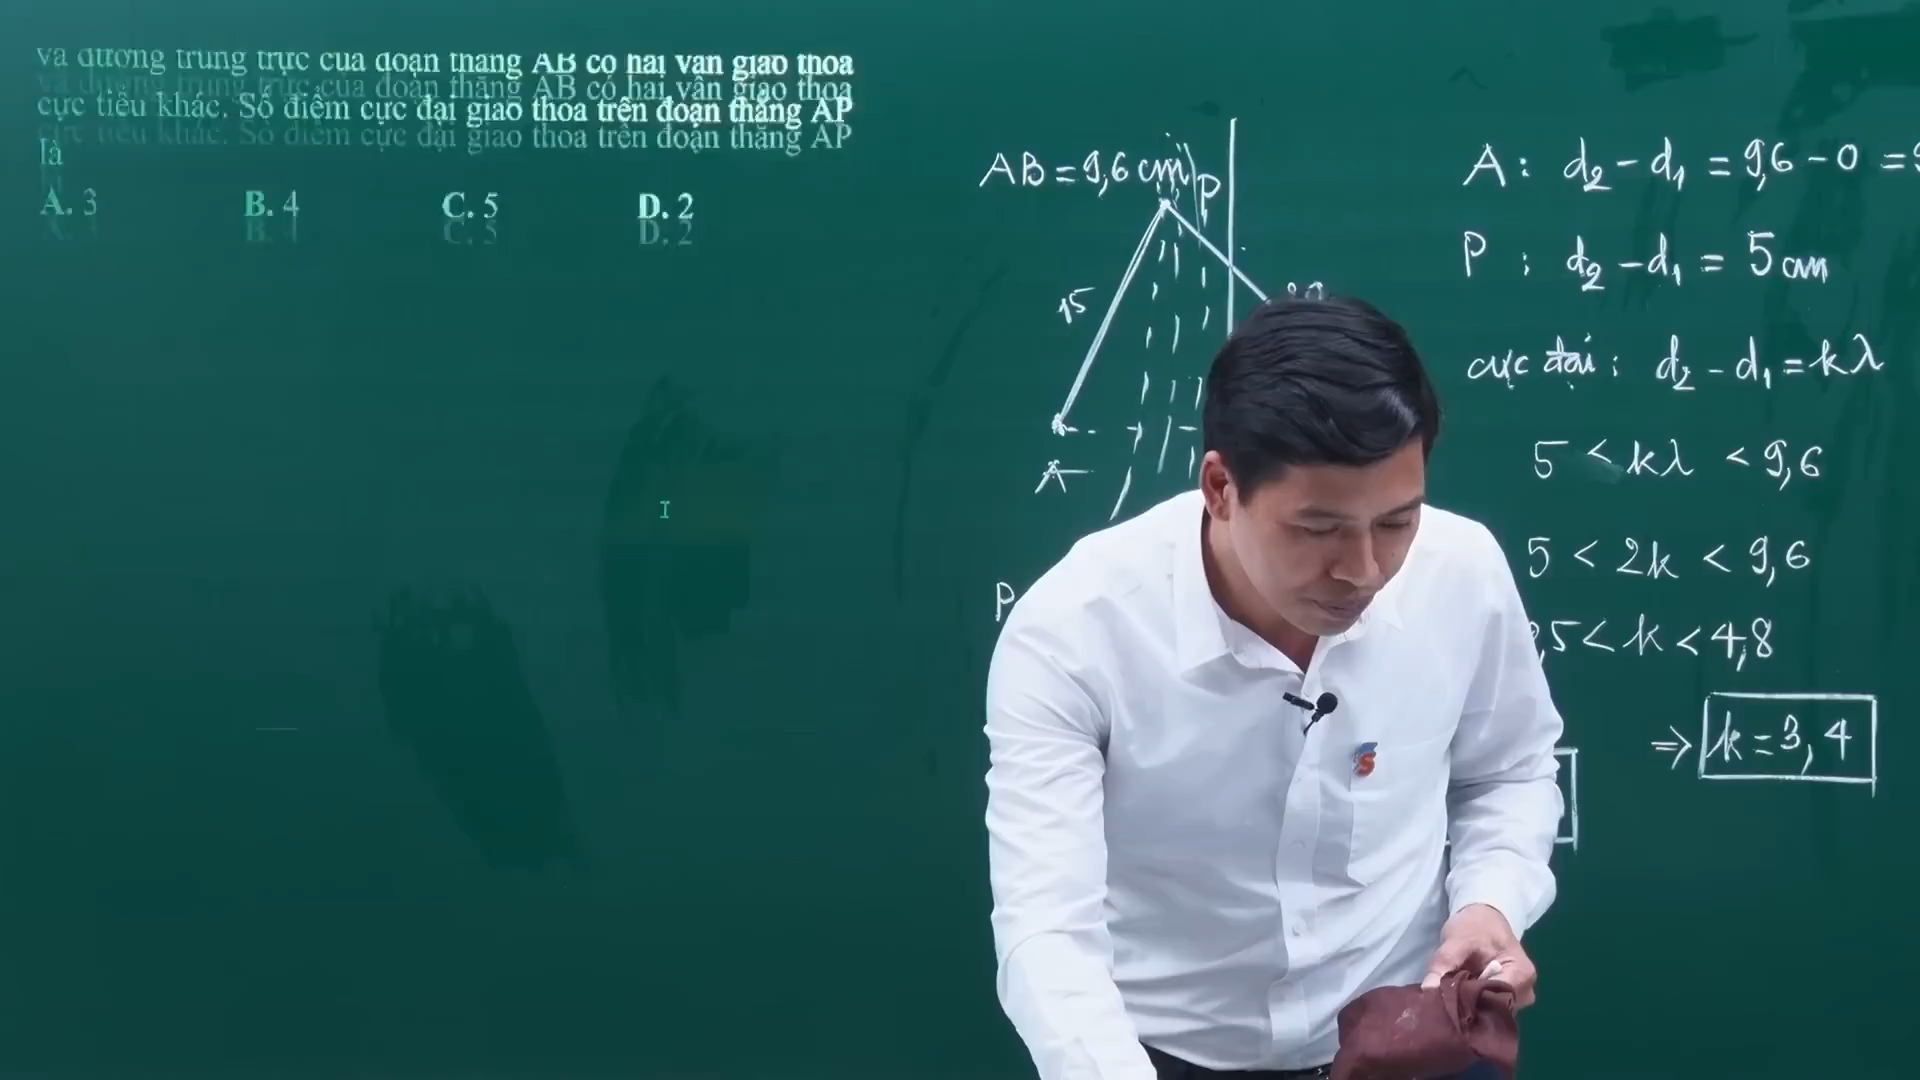 và đường trung trực của đoạn thẳng AB có hai vân giao thoa
cực tiểu khác. Số điểm cực đại giao thoa trên đoạn thẳng AP
là
A. 3 B. 4 C. 5 D. 2
AB = 9,6 cm
P
15
A
P
A : d₂ - d₁ = 9,6 - 0 =
P : d₂ - d₁ = 5 cm
cực đại : d₂ - d₁ = kλ
5 < kλ < 9,6
5 < 2k < 9,6
,5 < k < 4,8
⇒ k = 3, 4